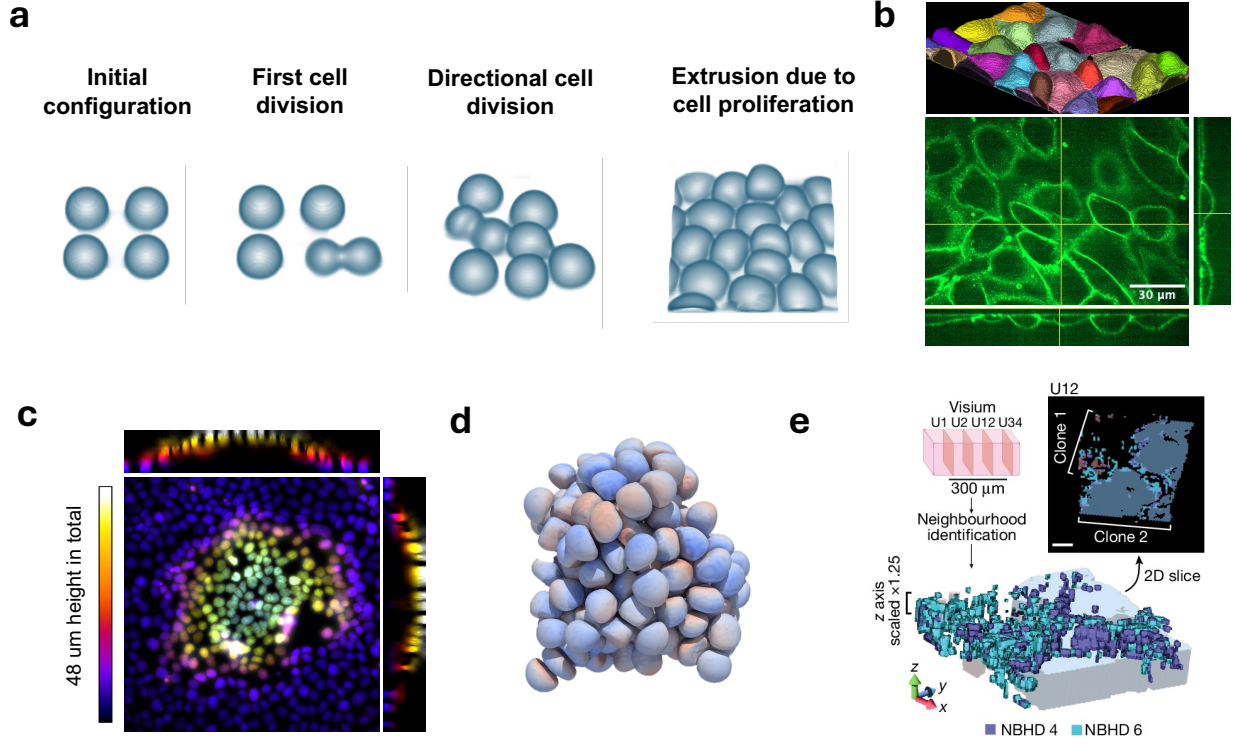 a
Initial
configuration
First cell
division
Directional cell
division
Extrusion due to
cell proliferation
b
30 µm
c
48 um height in total
d
e
Visium
U1 U2 U12 U34
300 µm
Neighbourhood
identification
z axis
scaled ×1.25
U12
Clone 1
Clone 2
2D slice
z
y
x
NBHD 4
NBHD 6